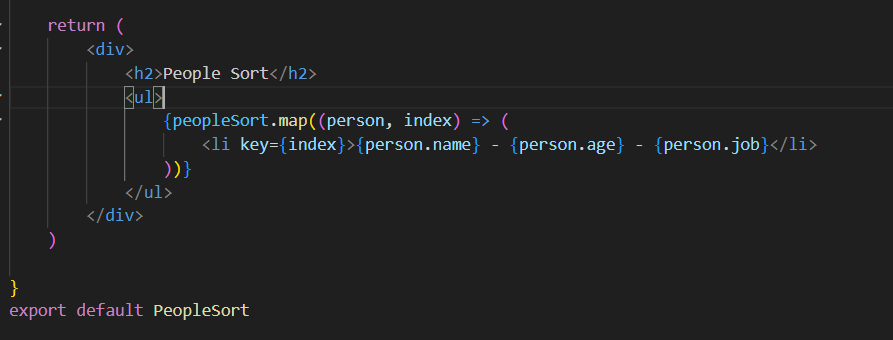 return (
<div>
<h2>People Sort</h2>
<ul>
{peopleSort.map((person, index) => (
<li key={index}>{person.name} - {person.age} - {person.job}</li>
))}
</ul>
</div>
)
}
export default PeopleSort